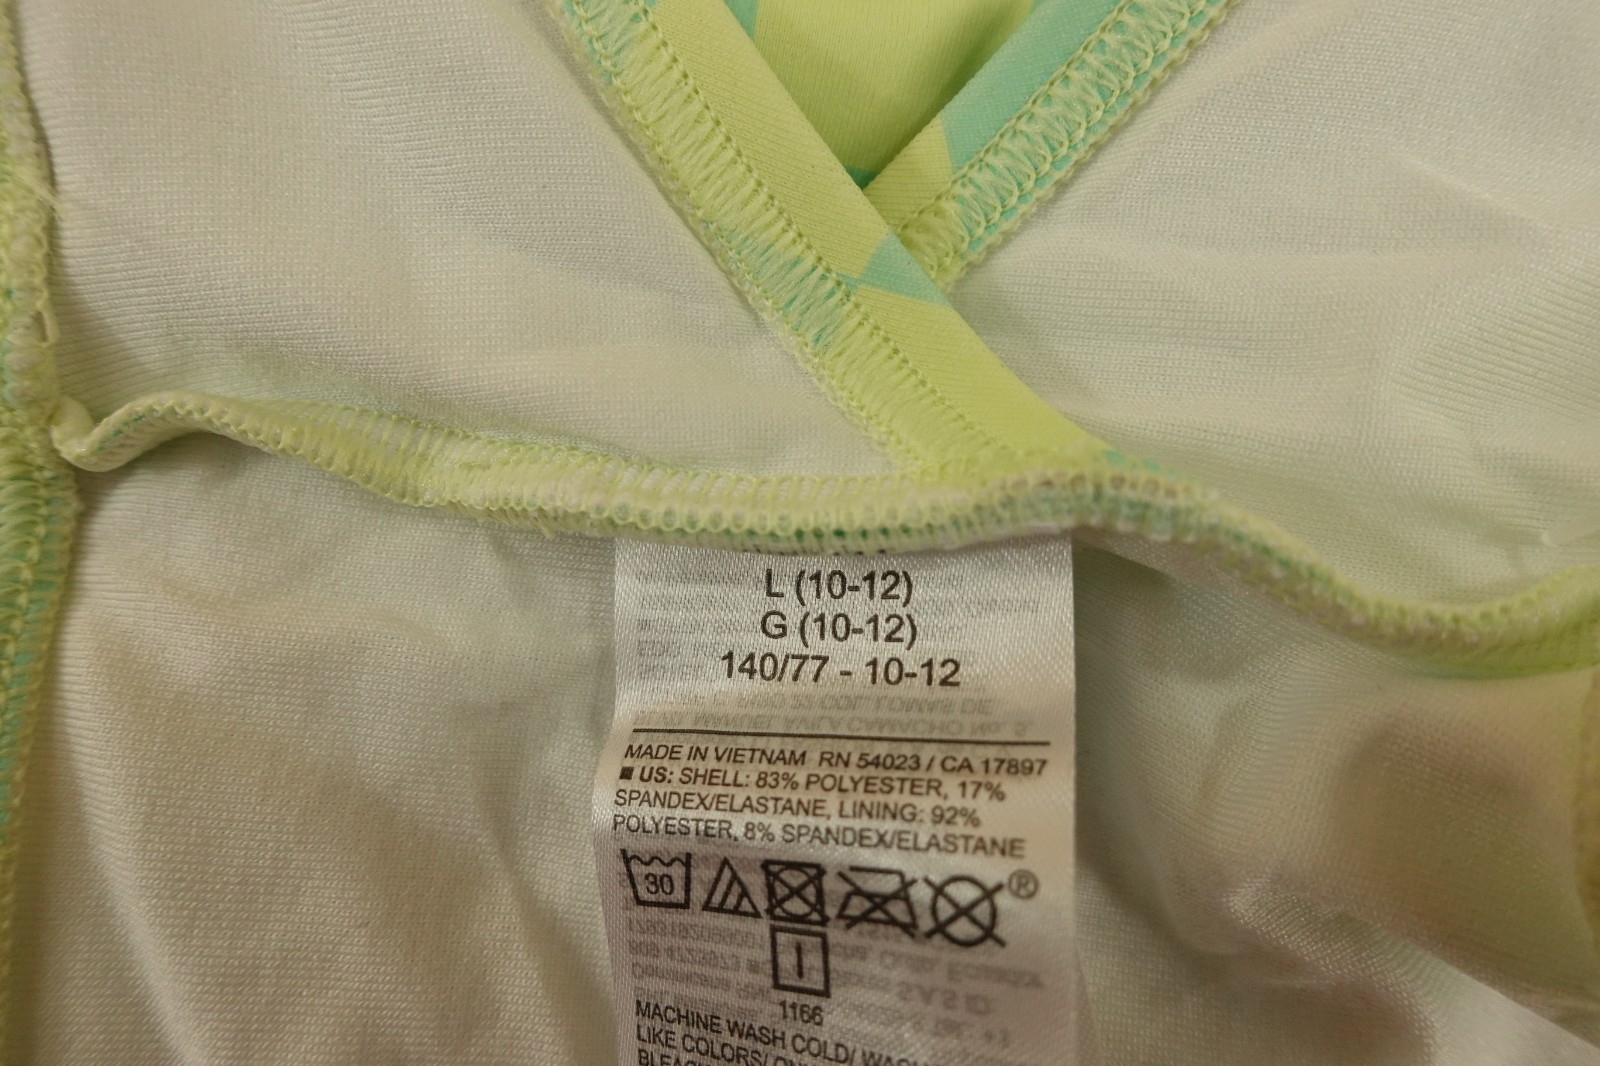 L (10-12)
G (10-12)
140/77 - 10-12
MADE IN VIETNAM RN 54023 / CA 17897
■ US: SHELL: 83% POLYESTER, 17%
SPANDEX/ELASTANE, LINING: 92%
POLYESTER, 8% SPANDEX/ELASTANE
30
®
1166
MACHINE WASH COLD/ WASH
LIKE COLORS/